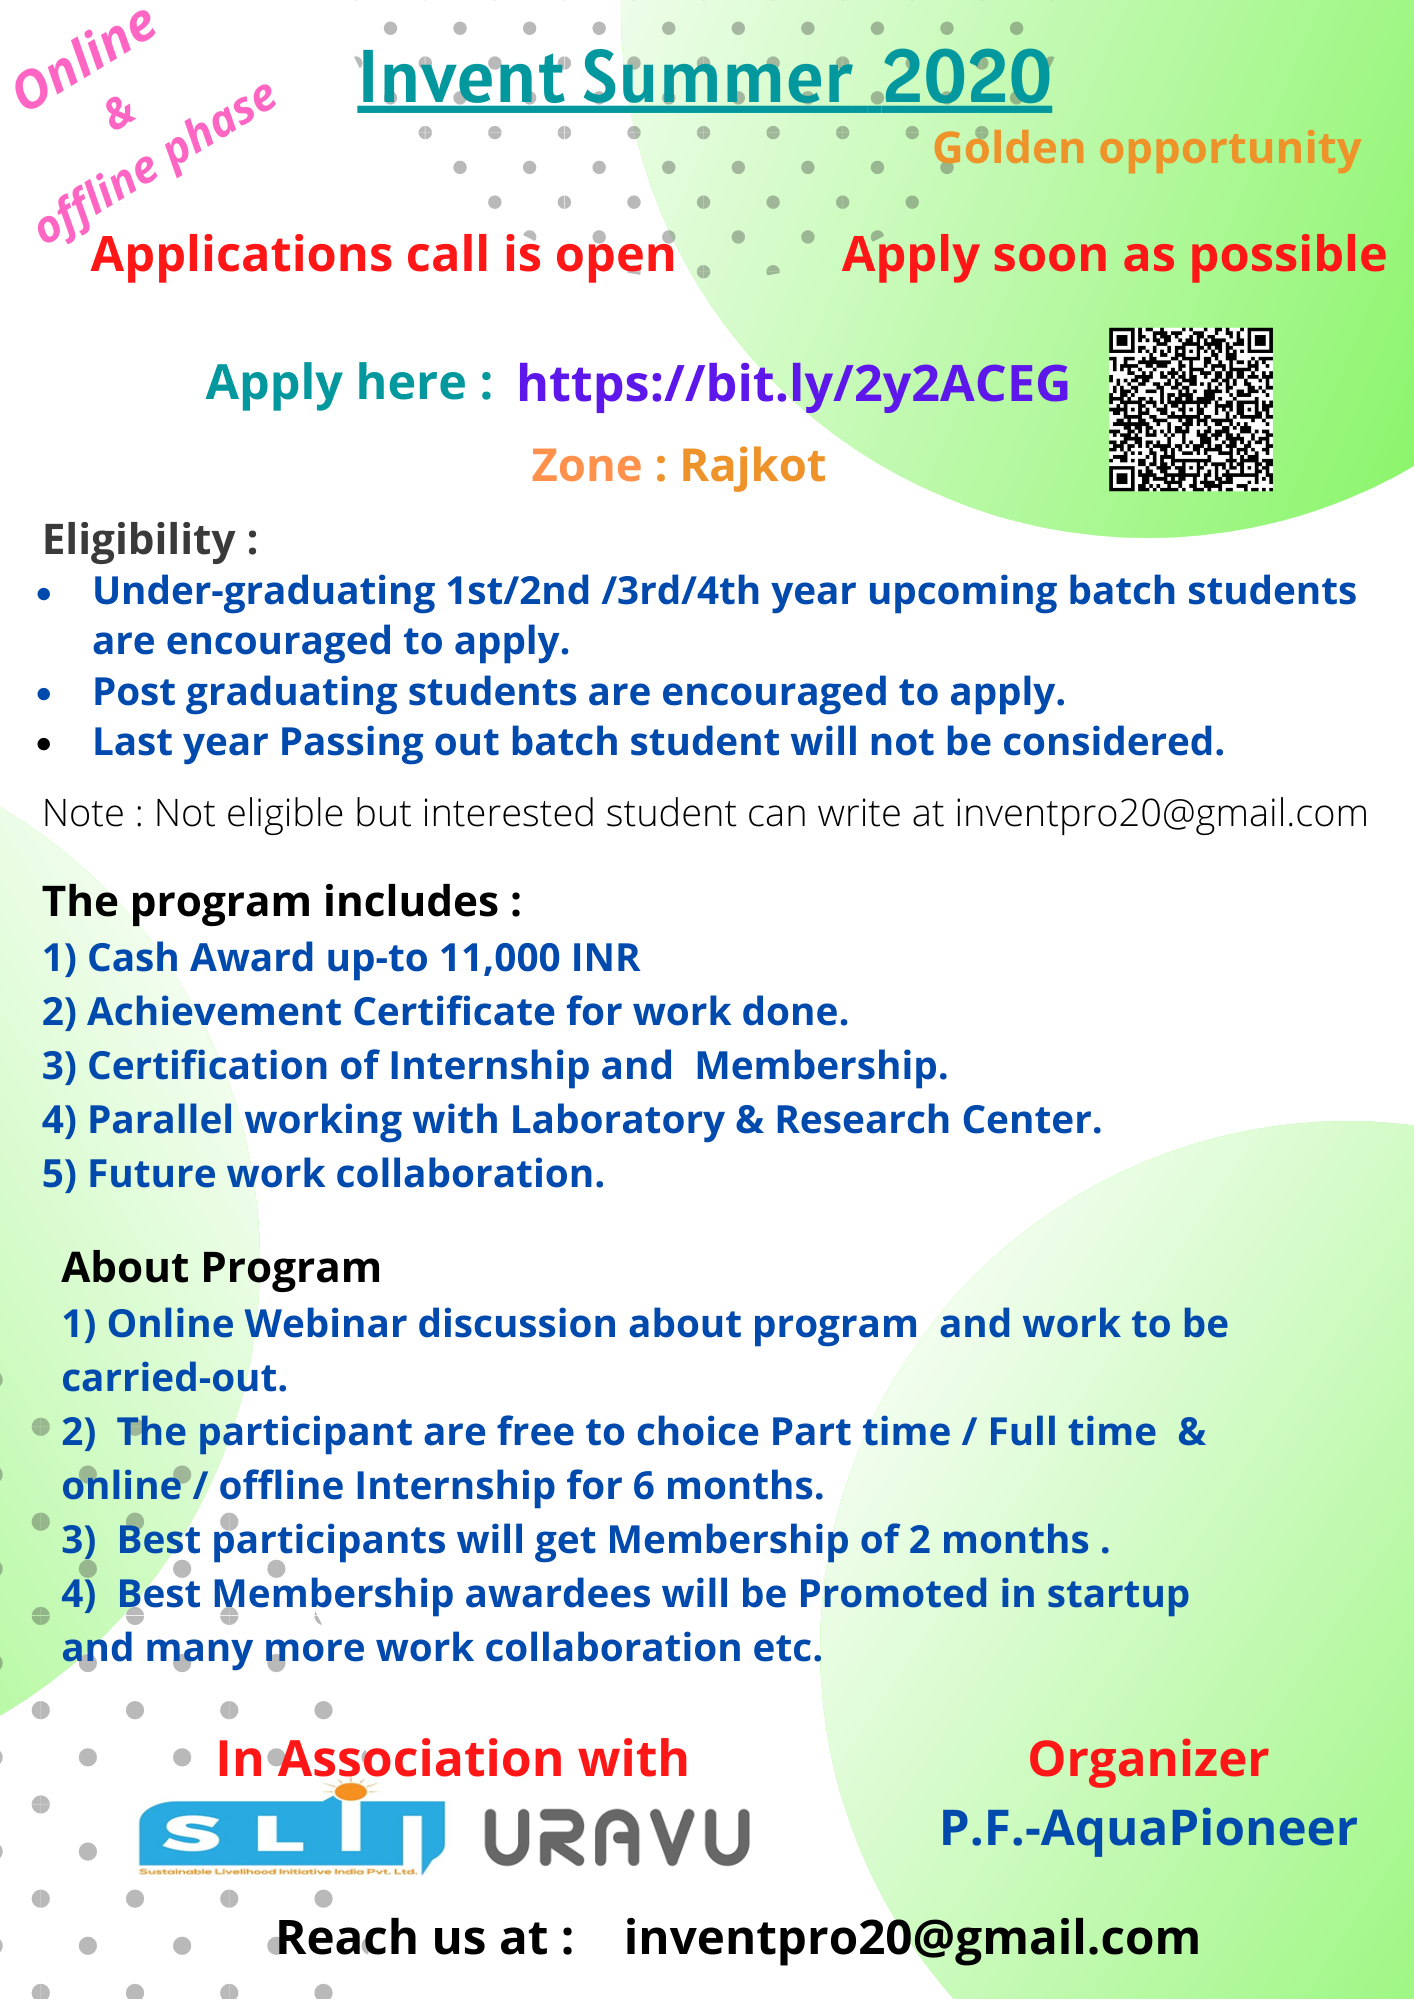 Online
&
offline phase
Invent Summer 2020
Golden opportunity
Applications call is open
Apply soon as possible
Apply here : https://bit.ly/2y2ACEG
Zone : Rajkot
Eligibility :
• Under-graduating 1st/2nd /3rd/4th year upcoming batch students
are encouraged to apply.
• Post graduating students are encouraged to apply.
• Last year Passing out batch student will not be considered.
Note : Not eligible but interested student can write at inventpro20@gmail.com
The program includes :
1) Cash Award up-to 11,000 INR
2) Achievement Certificate for work done.
3) Certification of Internship and Membership.
4) Parallel working with Laboratory & Research Center.
5) Future work collaboration.
About Program
1) Online Webinar discussion about program and work to be
carried-out.
2) The participant are free to choice Part time / Full time &
online / offline Internship for 6 months.
3) Best participants will get Membership of 2 months .
4) Best Membership awardees will be Promoted in startup
and many more work collaboration etc.
In Association with
SLII
Sustainable Livelihood Initiative India Pvt. Ltd.
URAVU
Organizer
P.F.-AquaPioneer
Reach us at : inventpro20@gmail.com